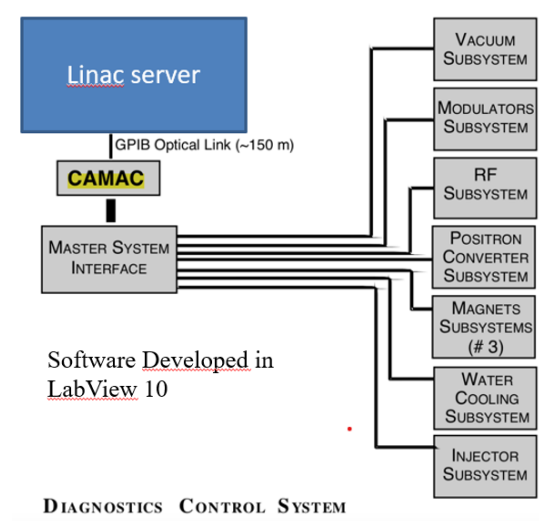 Linac server
GPIB Optical Link (~150 m)
CAMAC
MASTER SYSTEM
INTERFACE
VACUUM
SUBSYSTEM
MODULATORS
SUBSYSTEM
RF
SUBSYSTEM
POSITRON
CONVERTER
SUBSYSTEM
MAGNETS
SUBSYSTEMS
(# 3)
WATER
COOLING
SUBSYSTEM
INJECTOR
SUBSYSTEM
Software Developed in
LabView 10
DIAGNOSTICS CONTROL SYSTEM